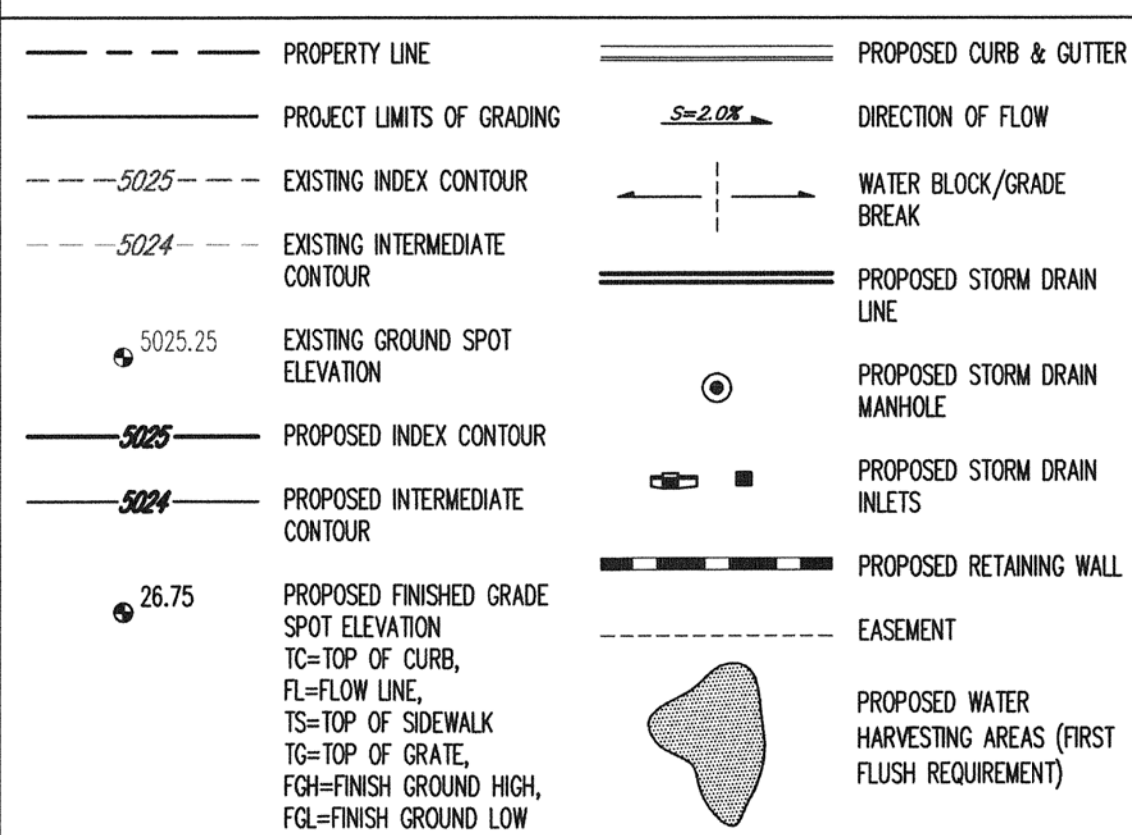 PROPERTY LINE
PROJECT LIMITS OF GRADING
5025 EXISTING INDEX CONTOUR
5024 EXISTING INTERMEDIATE
CONTOUR
5025.25 EXISTING GROUND SPOT
ELEVATION
5025 PROPOSED INDEX CONTOUR
5024 PROPOSED INTERMEDIATE
CONTOUR
26.75 PROPOSED FINISHED GRADE
SPOT ELEVATION
TC=TOP OF CURB,
FL=FLOW LINE,
TS=TOP OF SIDEWALK
TG=TOP OF GRATE,
FGH=FINISH GROUND HIGH,
FGL=FINISH GROUND LOW
PROPOSED CURB & GUTTER
S=2.0% DIRECTION OF FLOW
WATER BLOCK/GRADE
BREAK
PROPOSED STORM DRAIN
LINE
PROPOSED STORM DRAIN
MANHOLE
PROPOSED STORM DRAIN
INLETS
PROPOSED RETAINING WALL
EASEMENT
PROPOSED WATER
HARVESTING AREAS (FIRST
FLUSH REQUIREMENT)